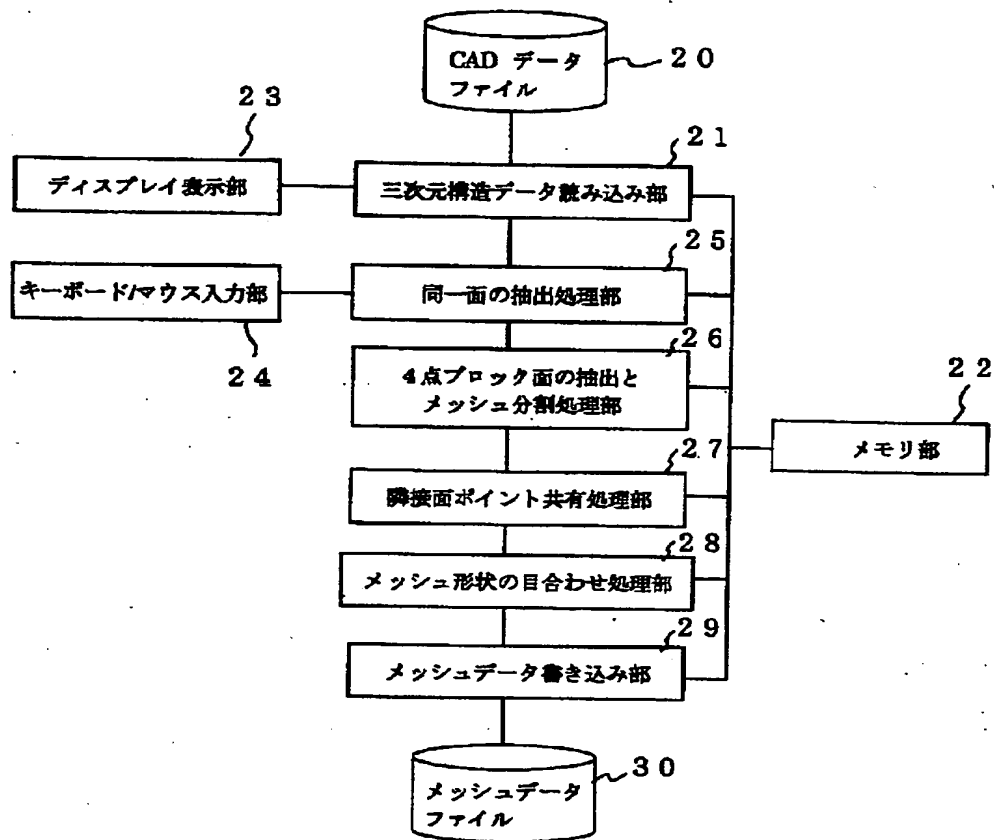 CAD データ
ファイル
２０
２３
２１
ディスプレイ表示部
三次元構造データ読み込み部
２５
キーボード/マウス入力部
同一面の抽出処理部
２４
２６
4点ブロック面の抽出と
メッシュ分割処理部
２２
メモリ部
２７
隣接面ポイント共有処理部
２８
メッシュ形状の目合わせ処理部
２９
メッシュデータ書き込み部
３０
メッシュデータ
ファイル